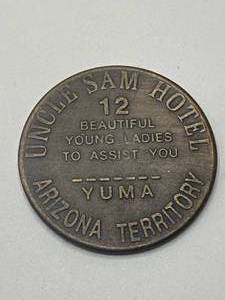 UNCLE SAM HOTEL
12
BEAUTIFUL
YOUNG LADIES
TO ASSIST YOU
-------
YUMA
ARIZONA TERRITORY